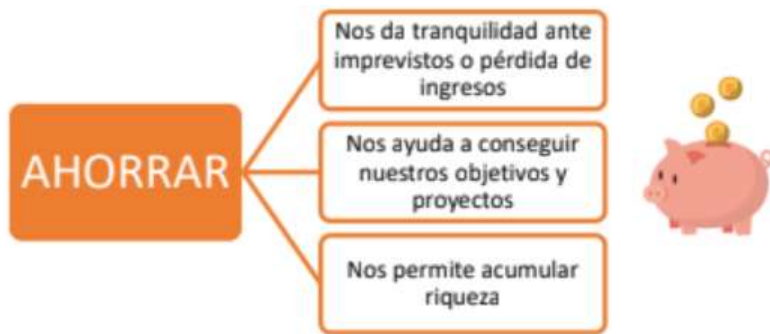 AHORRAR
Nos da tranquilidad ante
imprevistos o pérdida de
ingresos
Nos ayuda a conseguir
nuestros objetivos y
proyectos
Nos permite acumular
riqueza